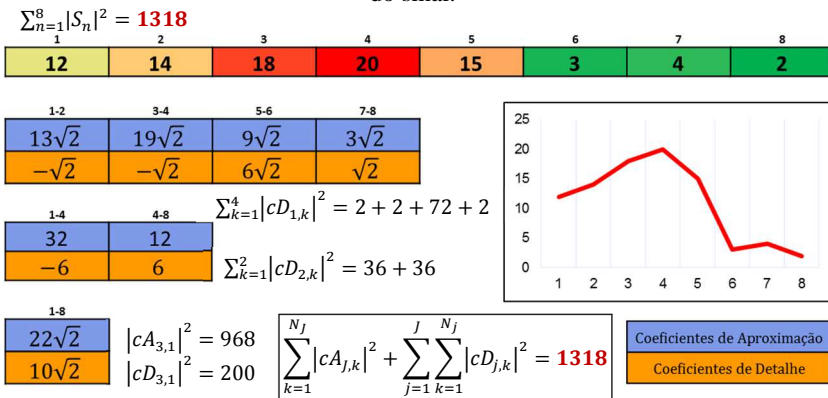 do sinal.
∑_{n=1}^{8}|S_n|² = 1318
1 2 3 4 5 6 7 8
12 14 18 20 15 3 4 2
1-2 3-4 5-6 7-8
13√2 19√2 9√2 3√2
−√2 −√2 6√2 √2
∑_{k=1}^{4}|cD_{1,k}|² = 2 + 2 + 72 + 2
1-4 4-8
32 12
−6 6
∑_{k=1}^{2}|cD_{2,k}|² = 36 + 36
25
20
15
10
5
0
1 2 3 4 5 6 7 8
1-8
22√2
10√2
|cA_{3,1}|² = 968
|cD_{3,1}|² = 200
∑_{k=1}^{N_J}|cA_{J,k}|² + ∑_{j=1}^{J}∑_{k=1}^{N_j}|cD_{j,k}|² = 1318
Coeficientes de Aproximação
Coeficientes de Detalhe